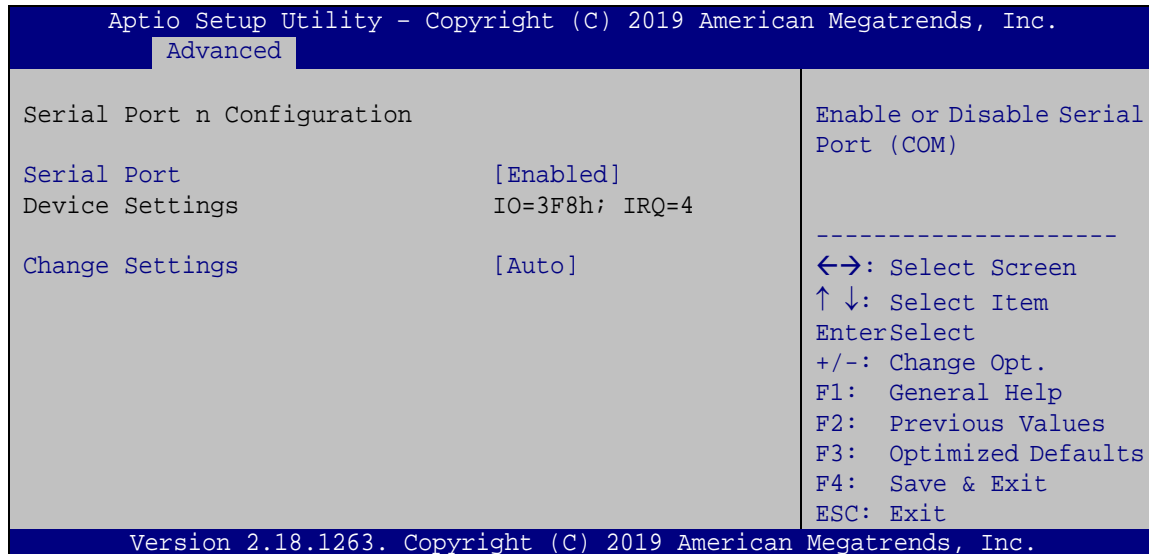 Aptio Setup Utility – Copyright (C) 2019 American Megatrends, Inc.
Advanced
Serial Port n Configuration
Serial Port [Enabled]
Device Settings IO=3F8h; IRQ=4
Change Settings [Auto]
Enable or Disable Serial
Port (COM)
---------------------
←→: Select Screen
↑ ↓: Select Item
EnterSelect
+/-: Change Opt.
F1: General Help
F2: Previous Values
F3: Optimized Defaults
F4: Save & Exit
ESC: Exit
Version 2.18.1263. Copyright (C) 2019 American Megatrends, Inc.